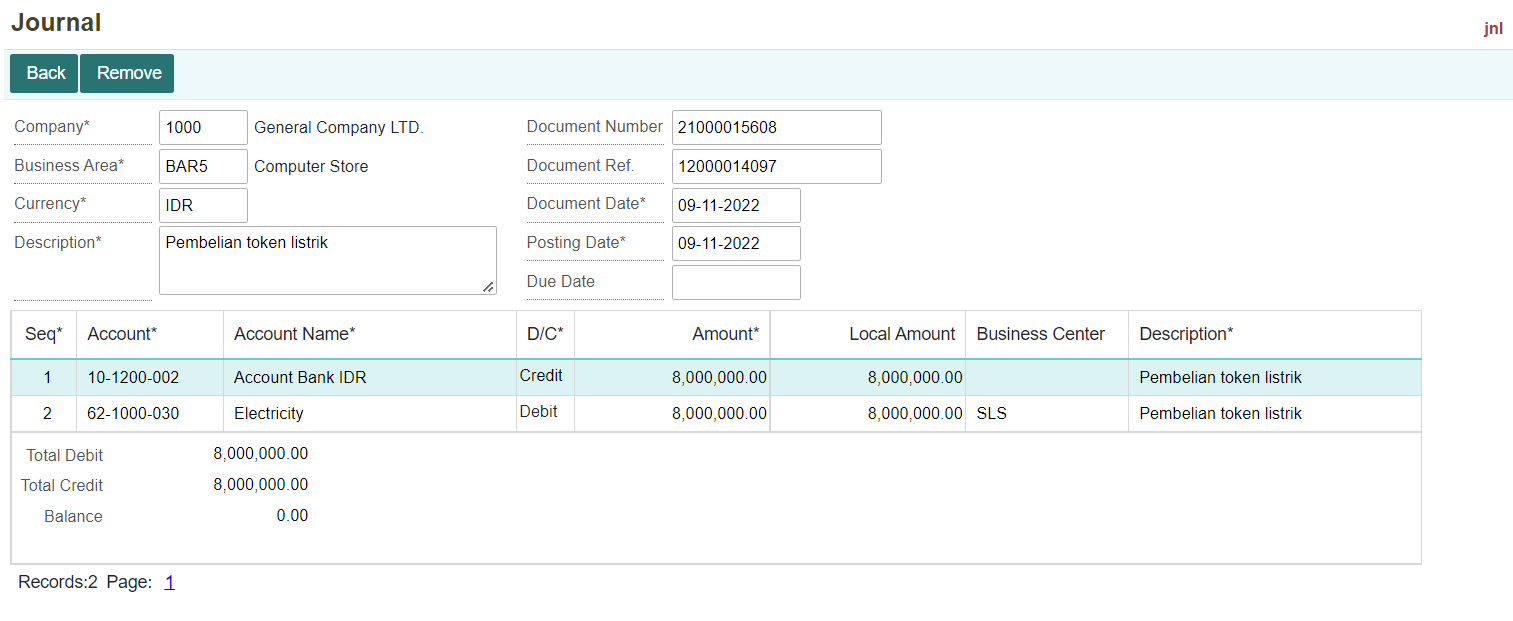 Journal
jnl
Back Remove
Company* 1000 General Company LTD. Document Number 21000015608
Business Area* BAR5 Computer Store Document Ref. 12000014097
Currency* IDR Document Date* 09-11-2022
Description* Pembelian token listrik Posting Date* 09-11-2022
Due Date
Seq* Account* Account Name* D/C* Amount* Local Amount Business Center Description*
1 10-1200-002 Account Bank IDR Credit 8,000,000.00 8,000,000.00 Pembelian token listrik
2 62-1000-030 Electricity Debit 8,000,000.00 8,000,000.00 SLS Pembelian token listrik
Total Debit 8,000,000.00
Total Credit 8,000,000.00
Balance 0.00
Records:2 Page: 1